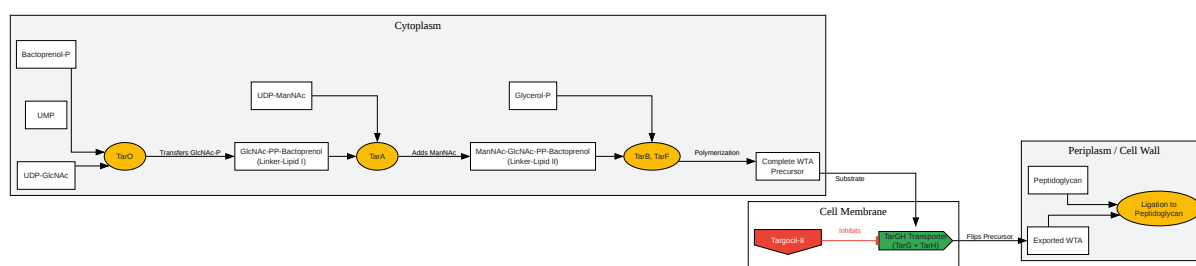 Cytoplasm
Bactoprenol-P
UMP
UDP-GlcNAc
TarO
Transfers GlcNAc-P
UDP-ManNAc
GlcNAc-PP-Bactoprenol
(Linker-Lipid I)
TarA
Adds ManNAc
Glycerol-P
ManNAc-GlcNAc-PP-Bactoprenol
(Linker-Lipid II)
TarB, TarF
Polymerization
Complete WTA
Precursor
Substrate
Cell Membrane
Targocil-II
Inhibits
TarGH Transporter
(TarG + TarH)
Flips Precursor
Periplasm / Cell Wall
Peptidoglycan
Exported WTA
Ligation to
Peptidoglycan